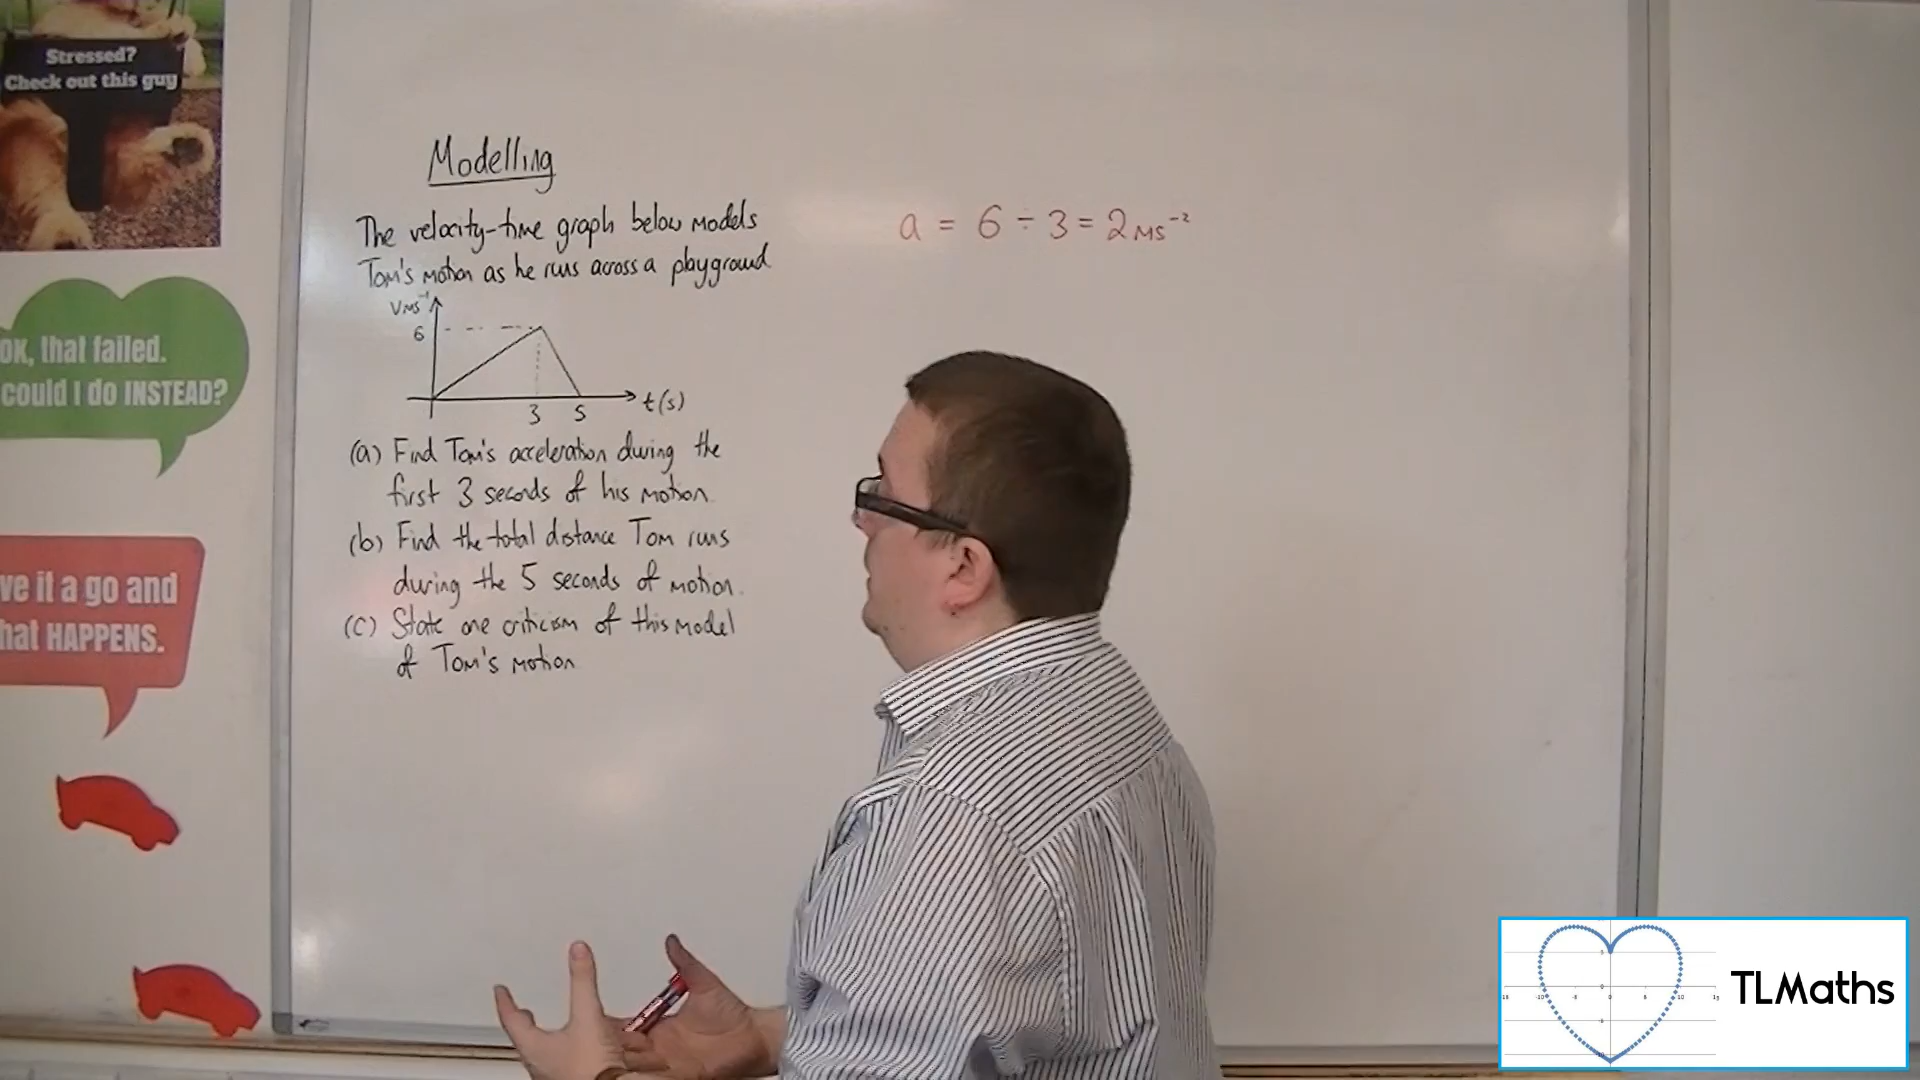 Stressed?
Check out this guy
OK, that failed.
could I do INSTEAD?
ve it a go and
hat HAPPENS.
Modelling
The velocity-time graph below models
Tom's motion as he runs across a playground
Vms⁻¹
6
3
5
t(s)
(a) Find Tom's acceleration during the
first 3 seconds of his motion.
(b) Find the total distance Tom runs
during the 5 seconds of motion.
(c) State one criticism of this model
of Tom's motion
a = 6 ÷ 3 = 2ms⁻²
TLMaths